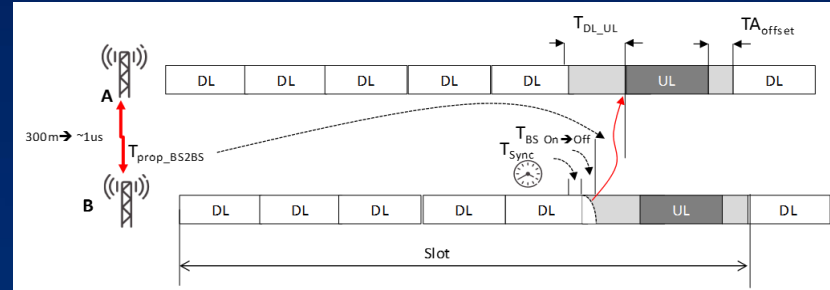 T_DL_UL TA_offset
DL DL DL DL DL UL DL
A
300m➔ ~1us
T_prop_BS2BS
T_BS On➔Off
T_Sync
B
DL DL DL DL DL UL DL
Slot